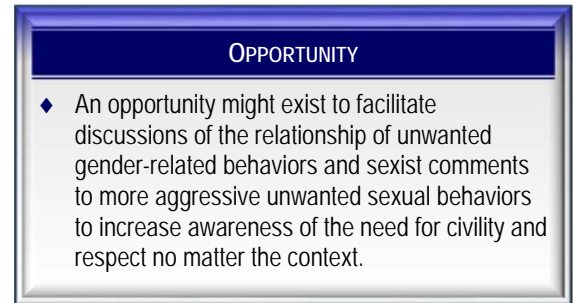 OPPORTUNITY
♦ An opportunity might exist to facilitate
discussions of the relationship of unwanted
gender-related behaviors and sexist comments
to more aggressive unwanted sexual behaviors
to increase awareness of the need for civility and
respect no matter the context.